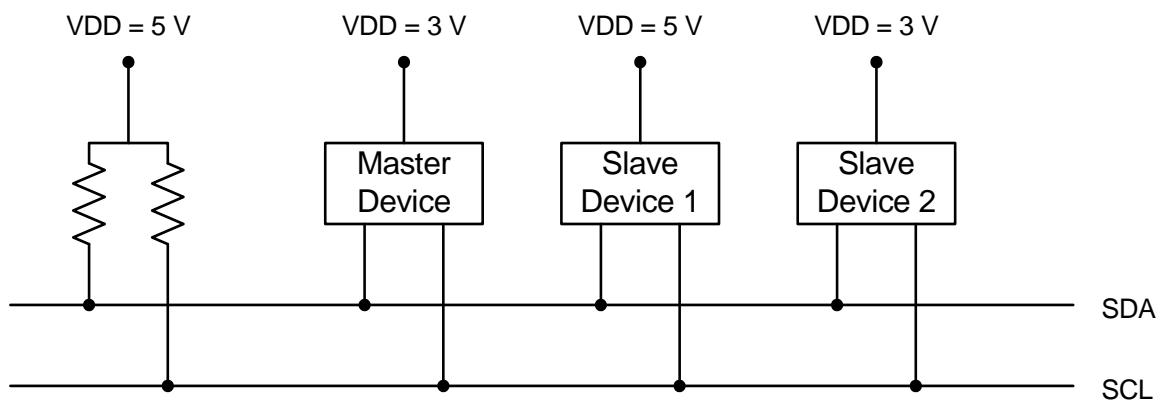 VDD = 5 V
VDD = 3 V
VDD = 5 V
VDD = 3 V
Master
Device
Slave
Device 1
Slave
Device 2
SDA
SCL